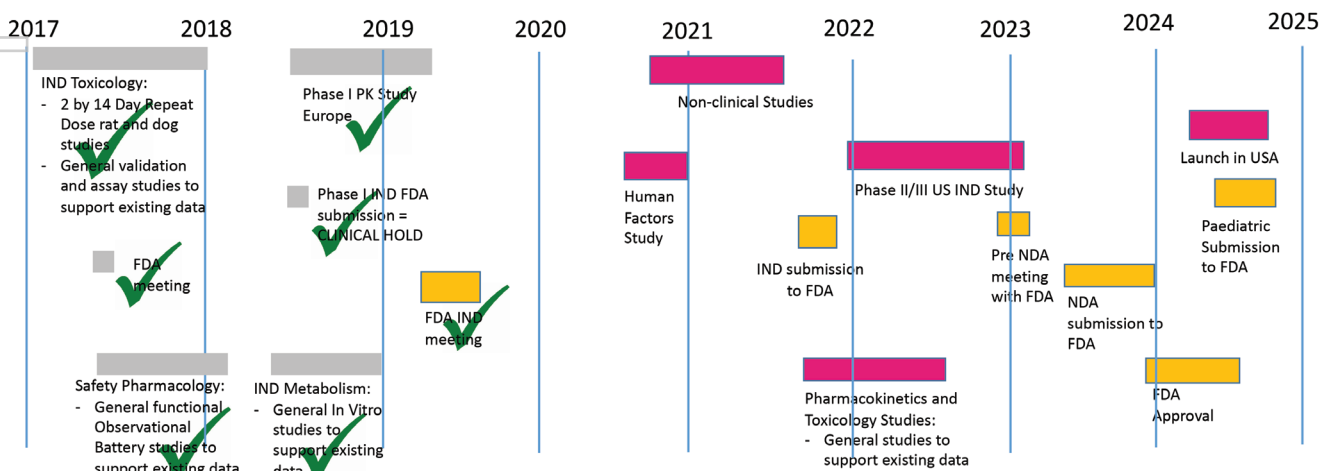 2017 2018 2019 2020 2021 2022 2023 2024 2025
IND Toxicology:
- 2 by 14 Day Repeat
Dose rat and dog
studies
- General validation
and assay studies to
support existing data
FDA
meeting
Safety Pharmacology:
- General functional
Observational
Battery studies to
support existing data
Phase I PK Study
Europe
Phase I IND FDA
submission =
CLINICAL HOLD
FDA IND
meeting
IND Metabolism:
- General In Vitro
studies to
support existing
data
Non-clinical Studies
Human
Factors
Study
Phase II/III US IND Study
IND submission
to FDA
Pre NDA
meeting
with FDA
Pharmacokinetics and
Toxicology Studies:
- General studies to
support existing data
NDA
submission to
FDA
FDA
Approval
Launch in USA
Paediatric
Submission
to FDA